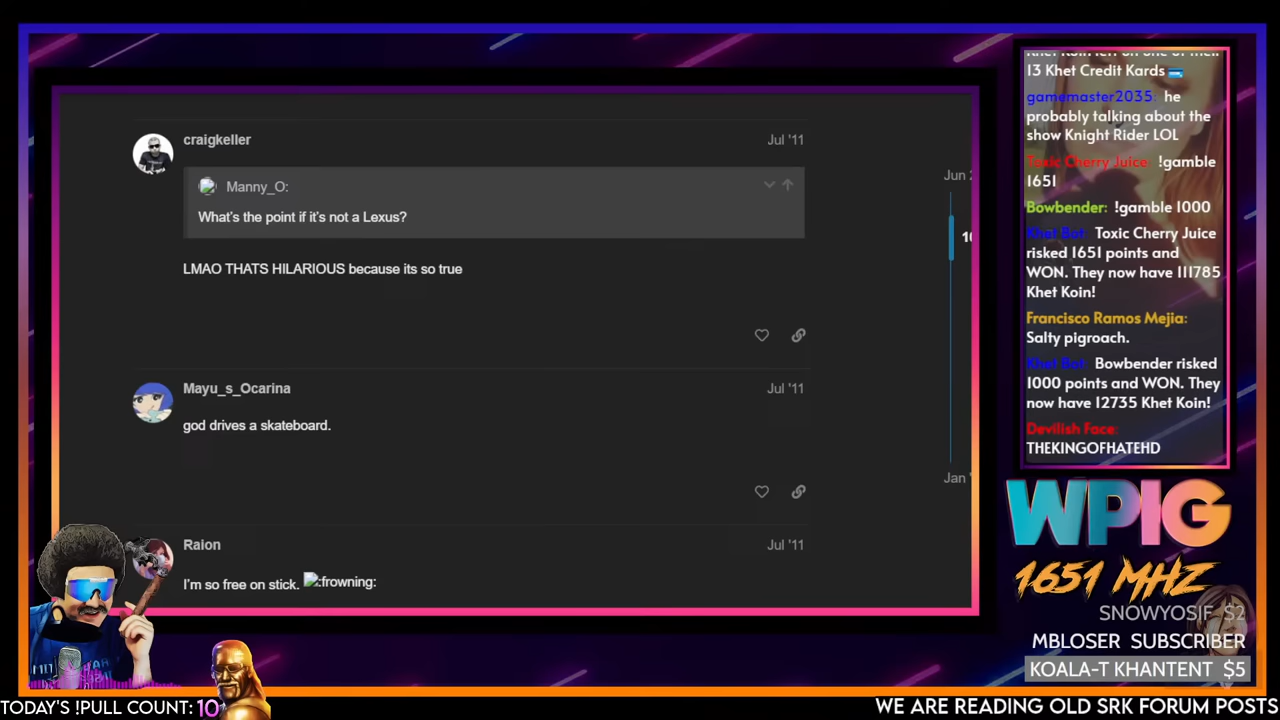 craigkeller
Jul '11
Manny_O:
What's the point if it's not a Lexus?
LMAO THATS HILARIOUS because its so true
Mayu_s_Ocarina
Jul '11
god drives a skateboard.
Raion
Jul '11
I'm so free on stick. :frowning:
Jun 2
10
Jan '
13 Khet Credit Kards
gamemaster2035: he
probably talking about the
show Knight Rider LOL
Toxic Cherry Juice: !gamble
1651
Bowbender: !gamble 1000
Khet Bot: Toxic Cherry Juice
risked 1651 points and
WON. They now have 111785
Khet Koin!
Francisco Ramos Mejia:
Salty pigroach.
Khet Bot: Bowbender risked
1000 points and WON. They
now have 12735 Khet Koin!
Devilish Face:
THEKINGOFHATEHD
WPIG
1651 MHZ
SNOWYOSIF $2
MBLOSER SUBSCRIBER
KOALA-T KHANTENT $5
TODAY'S !PULL COUNT: 10
WE ARE READING OLD SRK FORUM POSTS